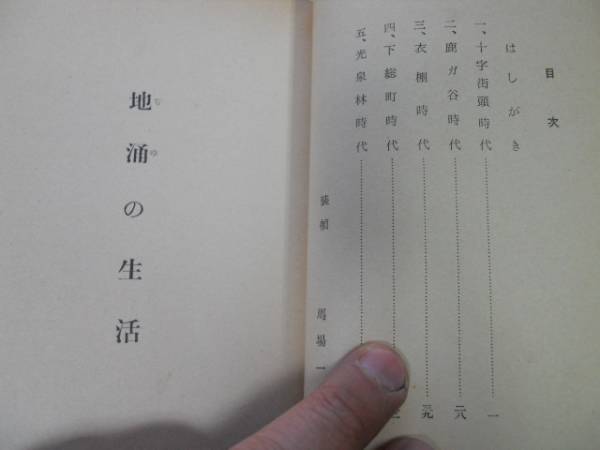 目次
はしがき
一、十字街頭時代……一
二、鹿ガ谷時代……六
三、衣棚時代……元
四、下総町時代……
五、光泉林時代……
装幀 馬場一
地涌の生活
ぢゆ